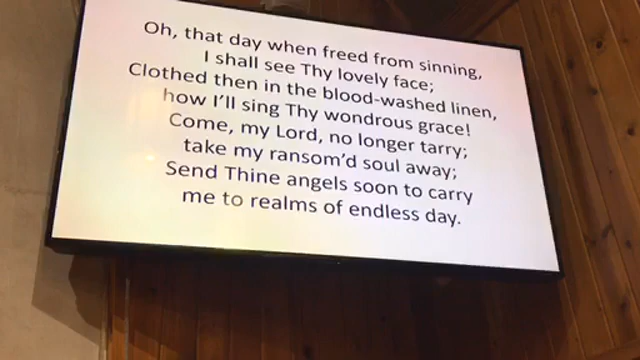 Oh, that day when freed from sinning,
I shall see Thy lovely face;
Clothed then in the blood-washed linen,
how I'll sing Thy wondrous grace!
Come, my Lord, no longer tarry;
take my ransom'd soul away;
Send Thine angels soon to carry
me to realms of endless day.